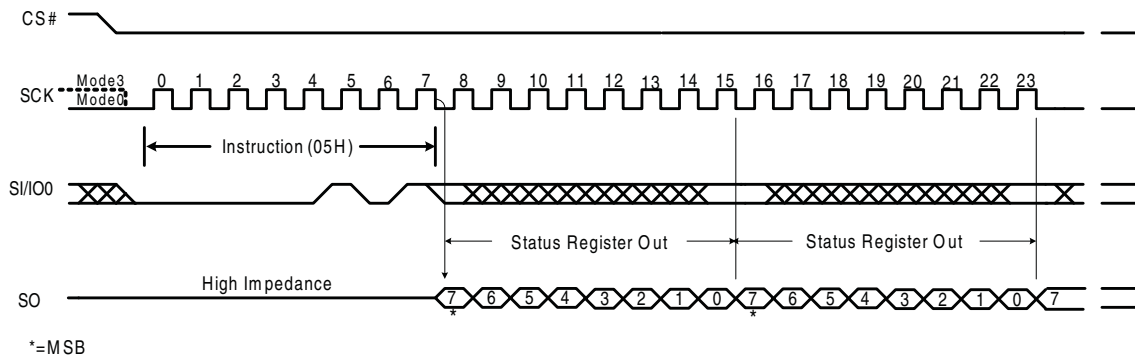 CS#
Mode3
SCK
Mode0
0 1 2 3 4 5 6 7 8 9 10 11 12 13 14 15 16 17 18 19 20 21 22 23
Instruction (05H)
SI/IO0
Status Register Out Status Register Out
High Impedance
SO
7 6 5 4 3 2 1 0 7 6 5 4 3 2 1 0 7
* *
*=MSB